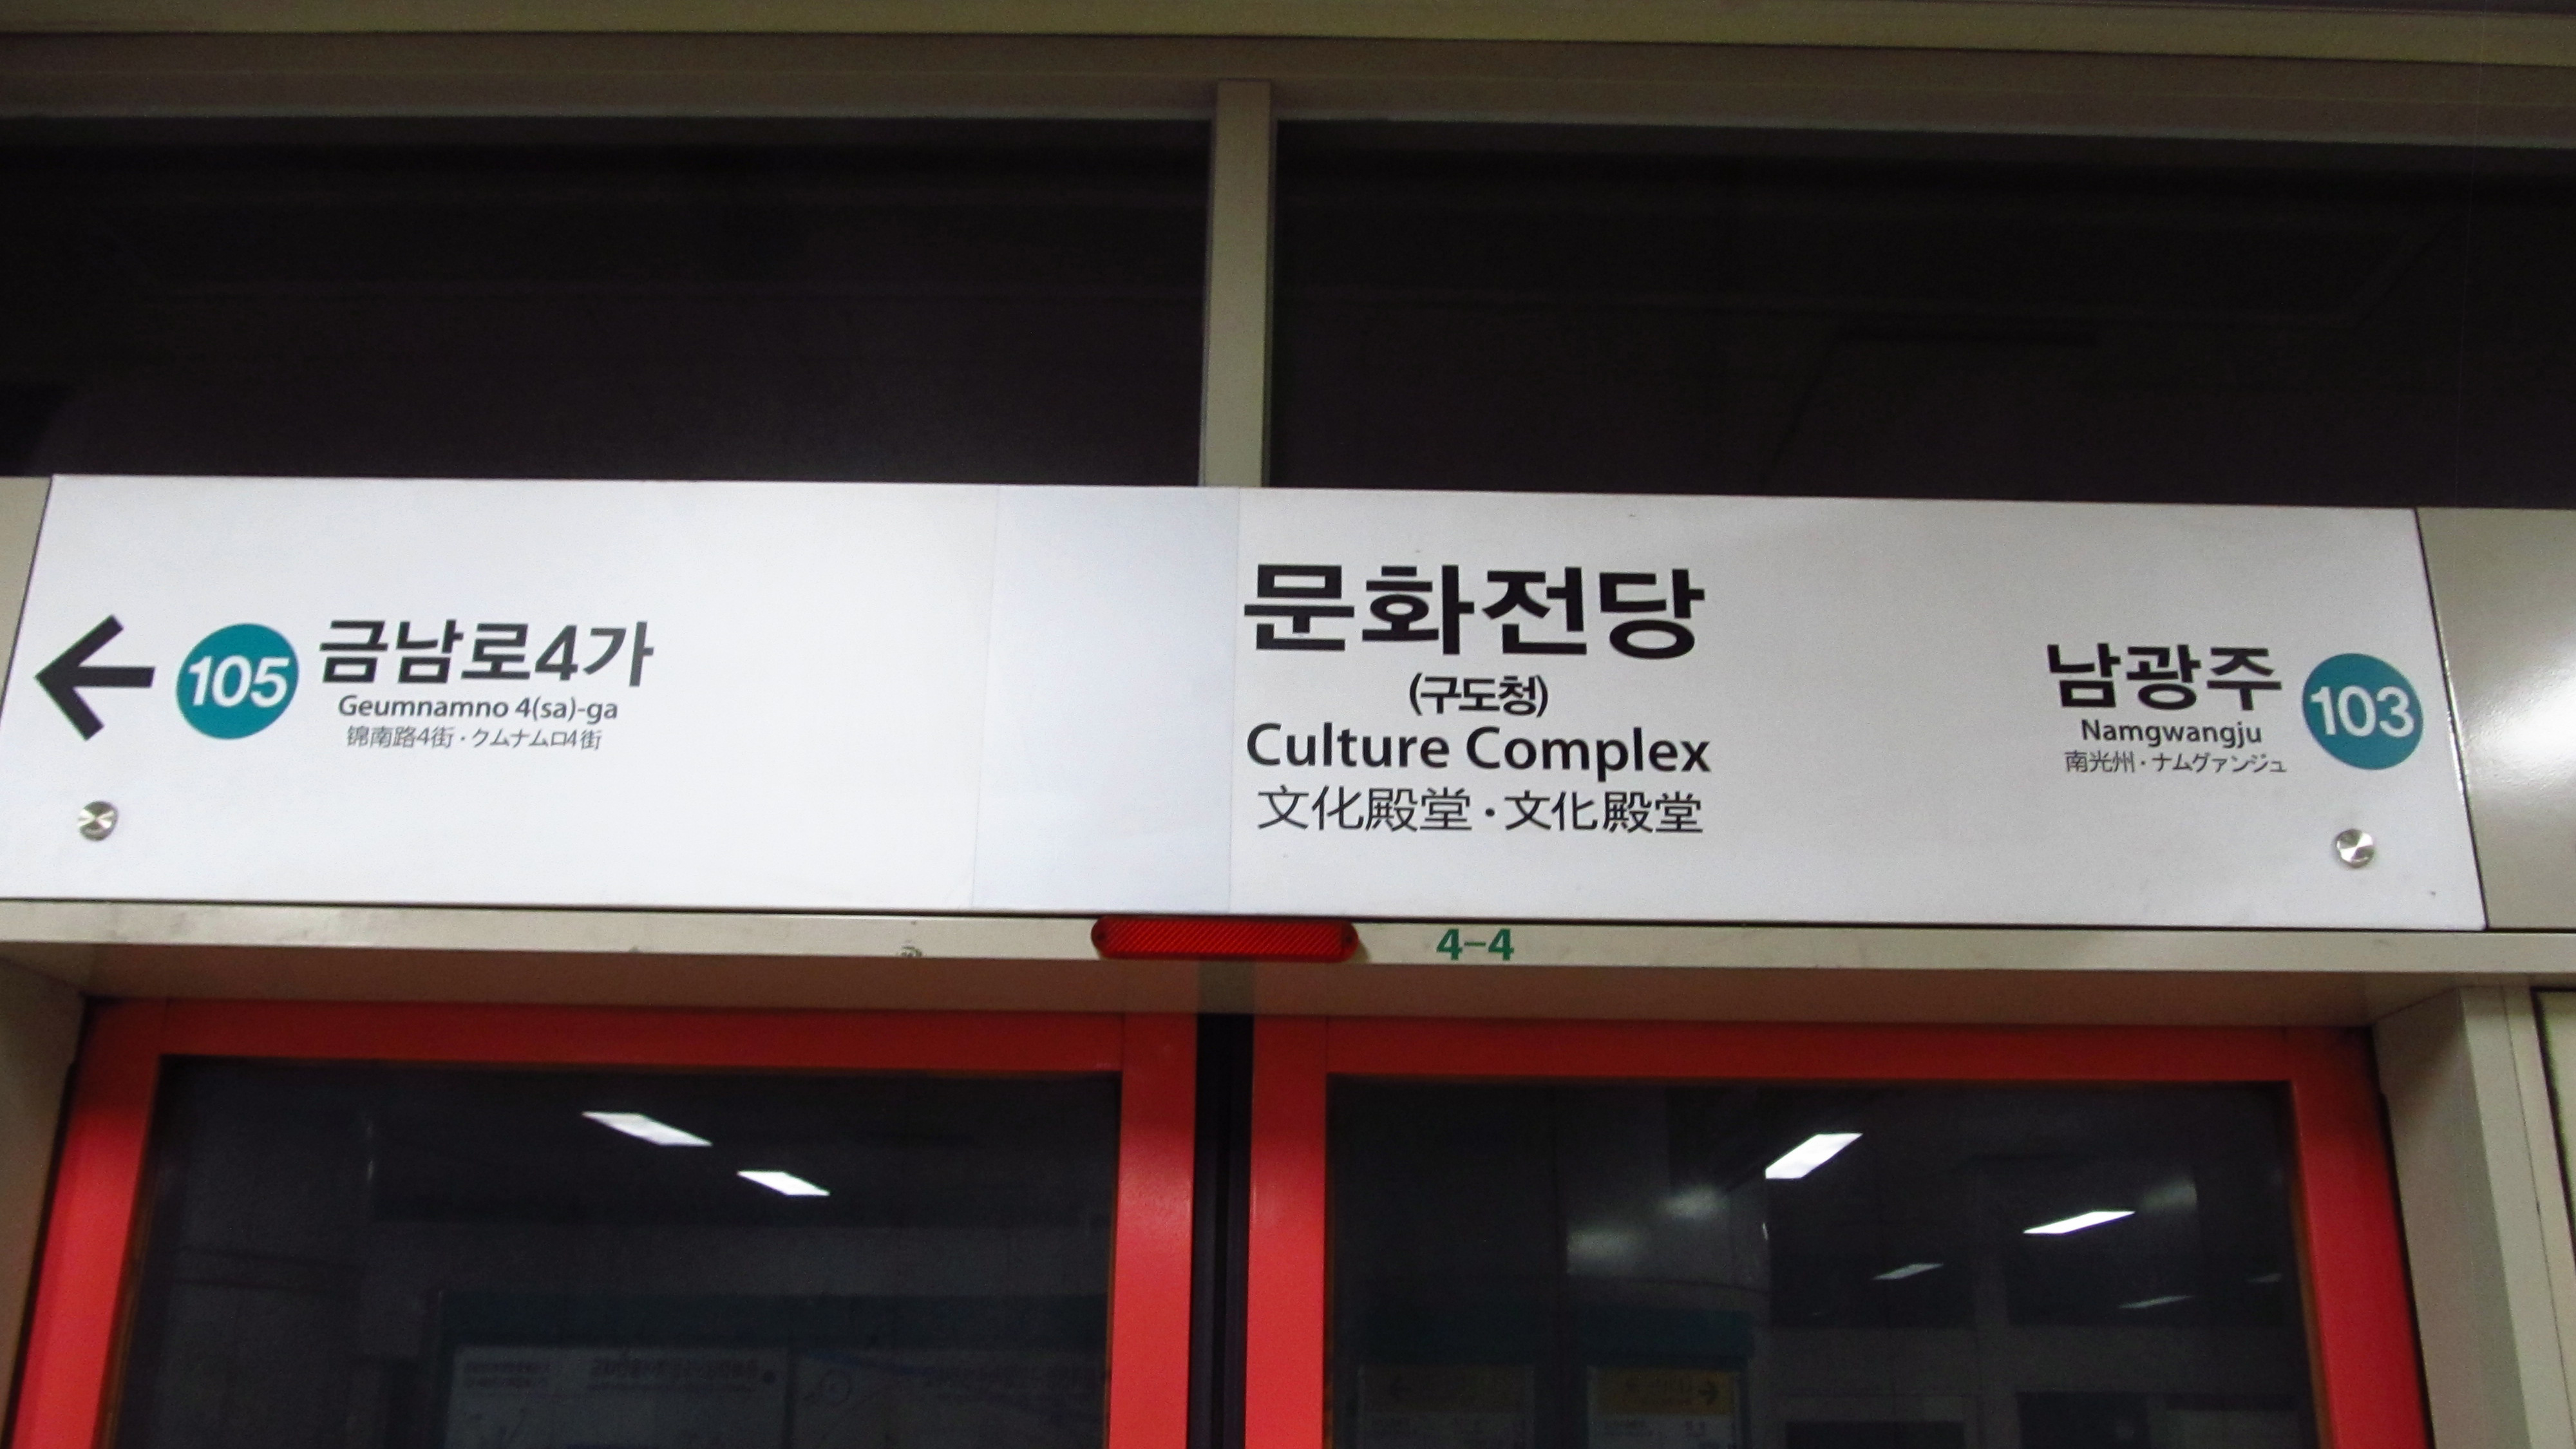 105 금남로4가
Geumnamno 4(sa)-ga
锦南路4街・クムナムロ4街
문화전당
(구도청)
Culture Complex
文化殿堂・文化殿堂
남광주 103
Namgwangju
南光州・ナムグァンジュ
4-4